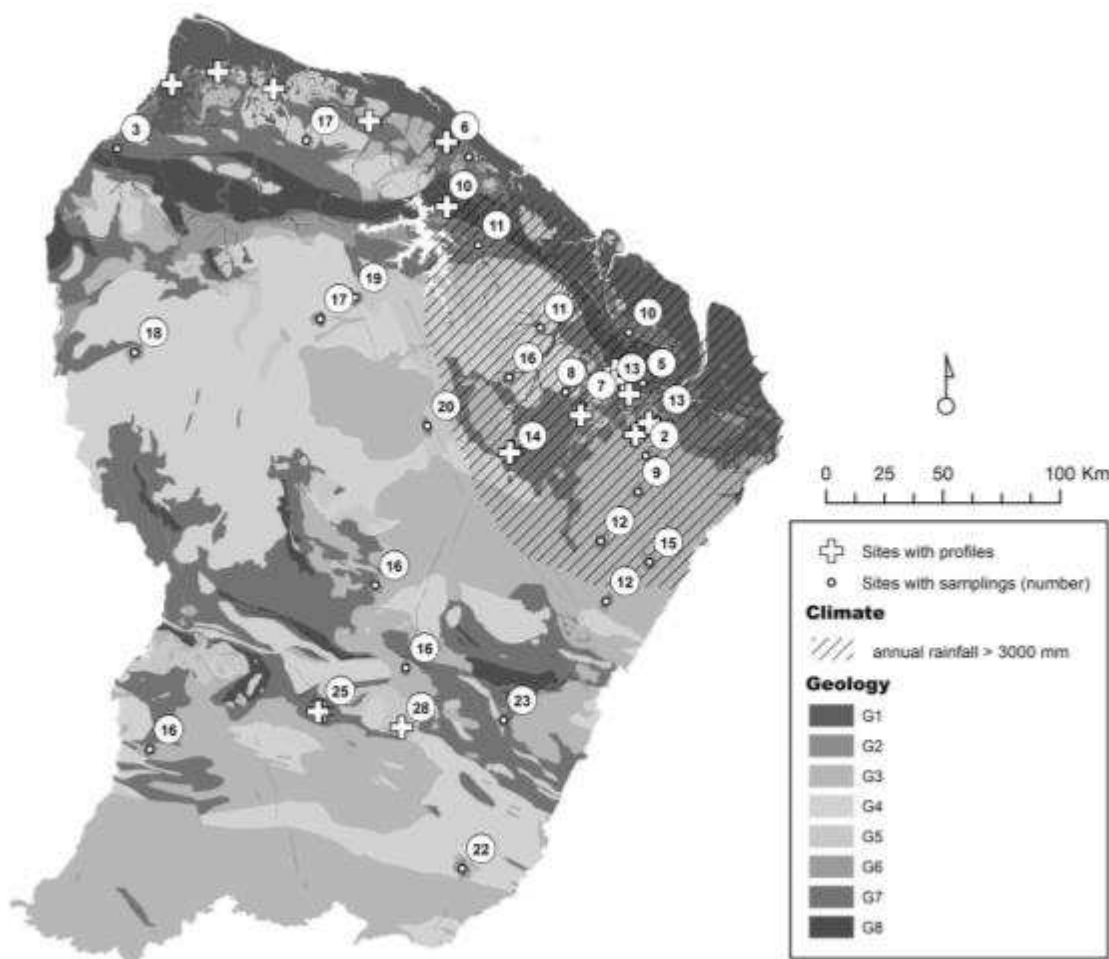 3
17
6
10
11
19
17
18
11
10
16
8
13
5
7
13
20
14
2
9
12
15
16
12
16
25
28
23
16
22
0 25 50 100 Km
Sites with profiles
Sites with samplings (number)
Climate
annual rainfall > 3000 mm
Geology
G1
G2
G3
G4
G5
G6
G7
G8